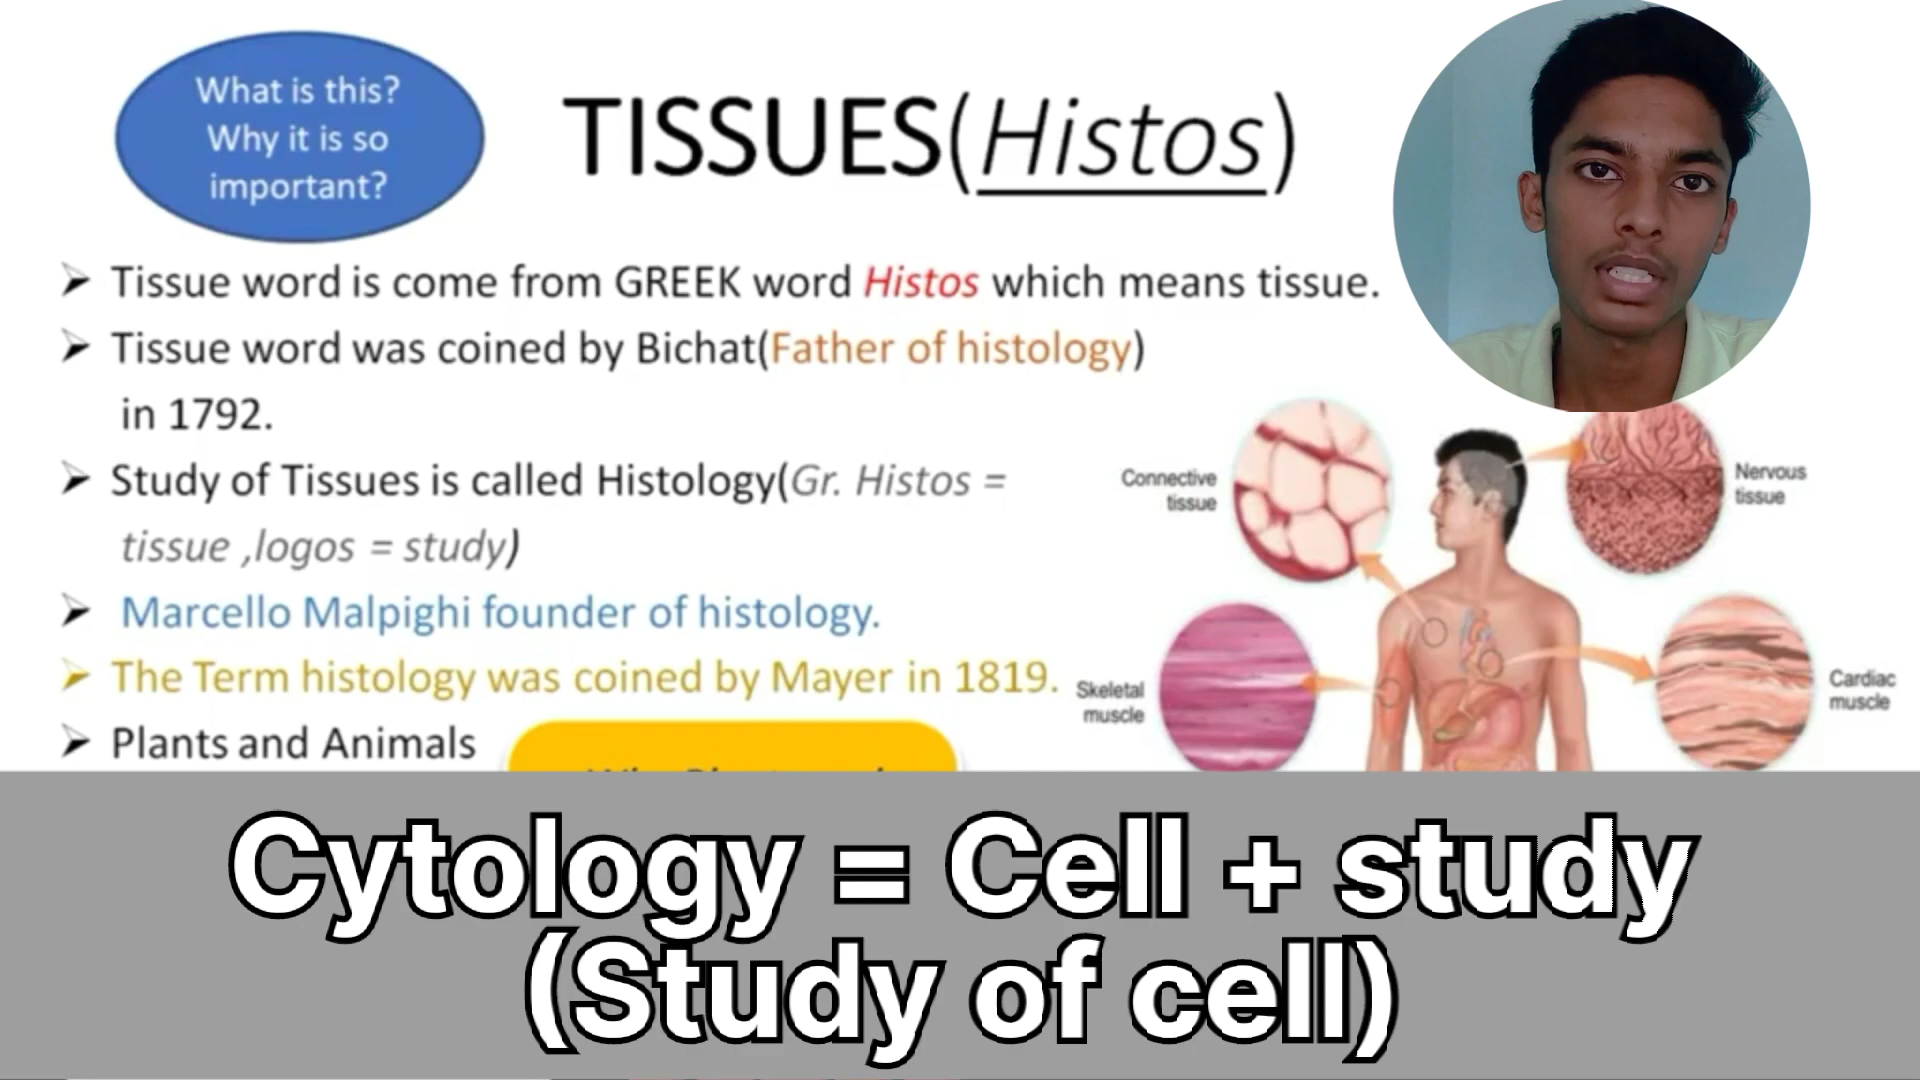 What is this?
Why it is so
important?
TISSUES(Histos)
➢ Tissue word is come from GREEK word Histos which means tissue.
➢ Tissue word was coined by Bichat(Father of histology)
in 1792.
➢ Study of Tissues is called Histology(Gr. Histos =
tissue ,logos = study)
➢ Marcello Malpighi founder of histology.
➢ The Term histology was coined by Mayer in 1819.
➢ Plants and Animals
Connective
tissue
Nervous
tissue
Skeletal
muscle
Cardiac
muscle
Cytology = Cell + study
(Study of cell)